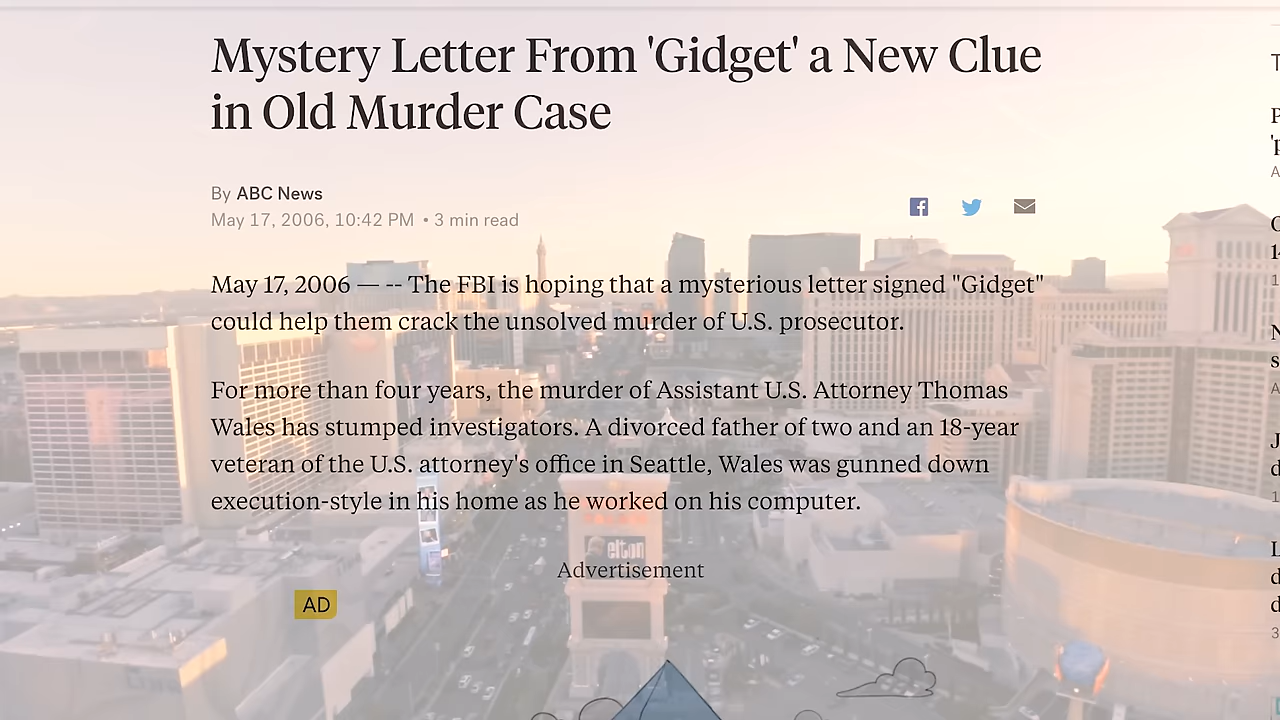 Mystery Letter From 'Gidget' a New Clue
in Old Murder Case
By ABC News
May 17, 2006, 10:42 PM • 3 min read
May 17, 2006 — -- The FBI is hoping that a mysterious letter signed "Gidget"
could help them crack the unsolved murder of U.S. prosecutor.
For more than four years, the murder of Assistant U.S. Attorney Thomas
Wales has stumped investigators. A divorced father of two and an 18-year
veteran of the U.S. attorney's office in Seattle, Wales was gunned down
execution-style in his home as he worked on his computer.
elton
Advertisement
AD